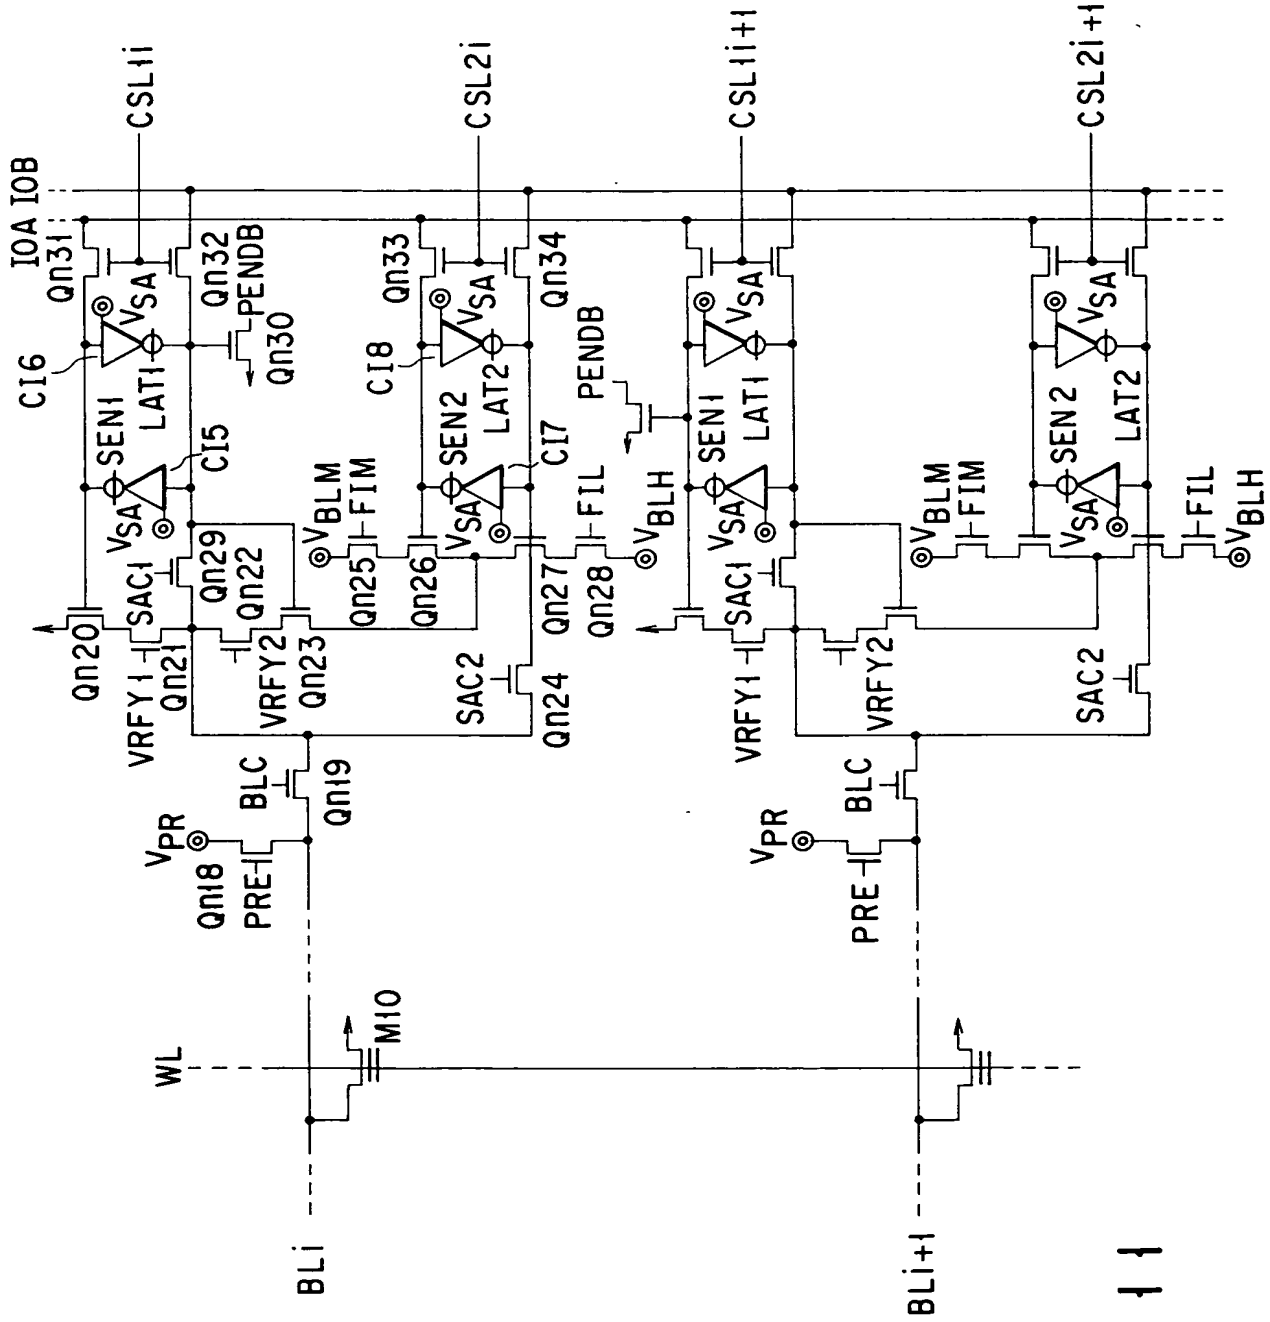 IOA IOB
Qn31
CSL1i
CI6
VSA
Qn32
PENDB
Qn30
SEN1
LAT1
CI5
VSA
Qn20
VRFY1
Qn21
SAC1
Qn29
Qn22
VRFY2
Qn23
Qn33
CSL2i
CI8
VSA
Qn34
SEN2
LAT2
CI7
VSA
VBLM
FIM
Qn25
Qn26
Qn27
Qn28
FIL
VBLH
SAC2
Qn24
BLC
Qn19
VPR
Qn18
PRE
WL
M10
BLi
PENDB
CSL1i+1
VSA
SEN1
LAT1
VSA
SAC1
VRFY1
VRFY2
CSL2i+1
VSA
SEN2
LAT2
VSA
VBLM
FIM
FIL
VBLH
SAC2
BLC
VPR
PRE
BLi+1
11